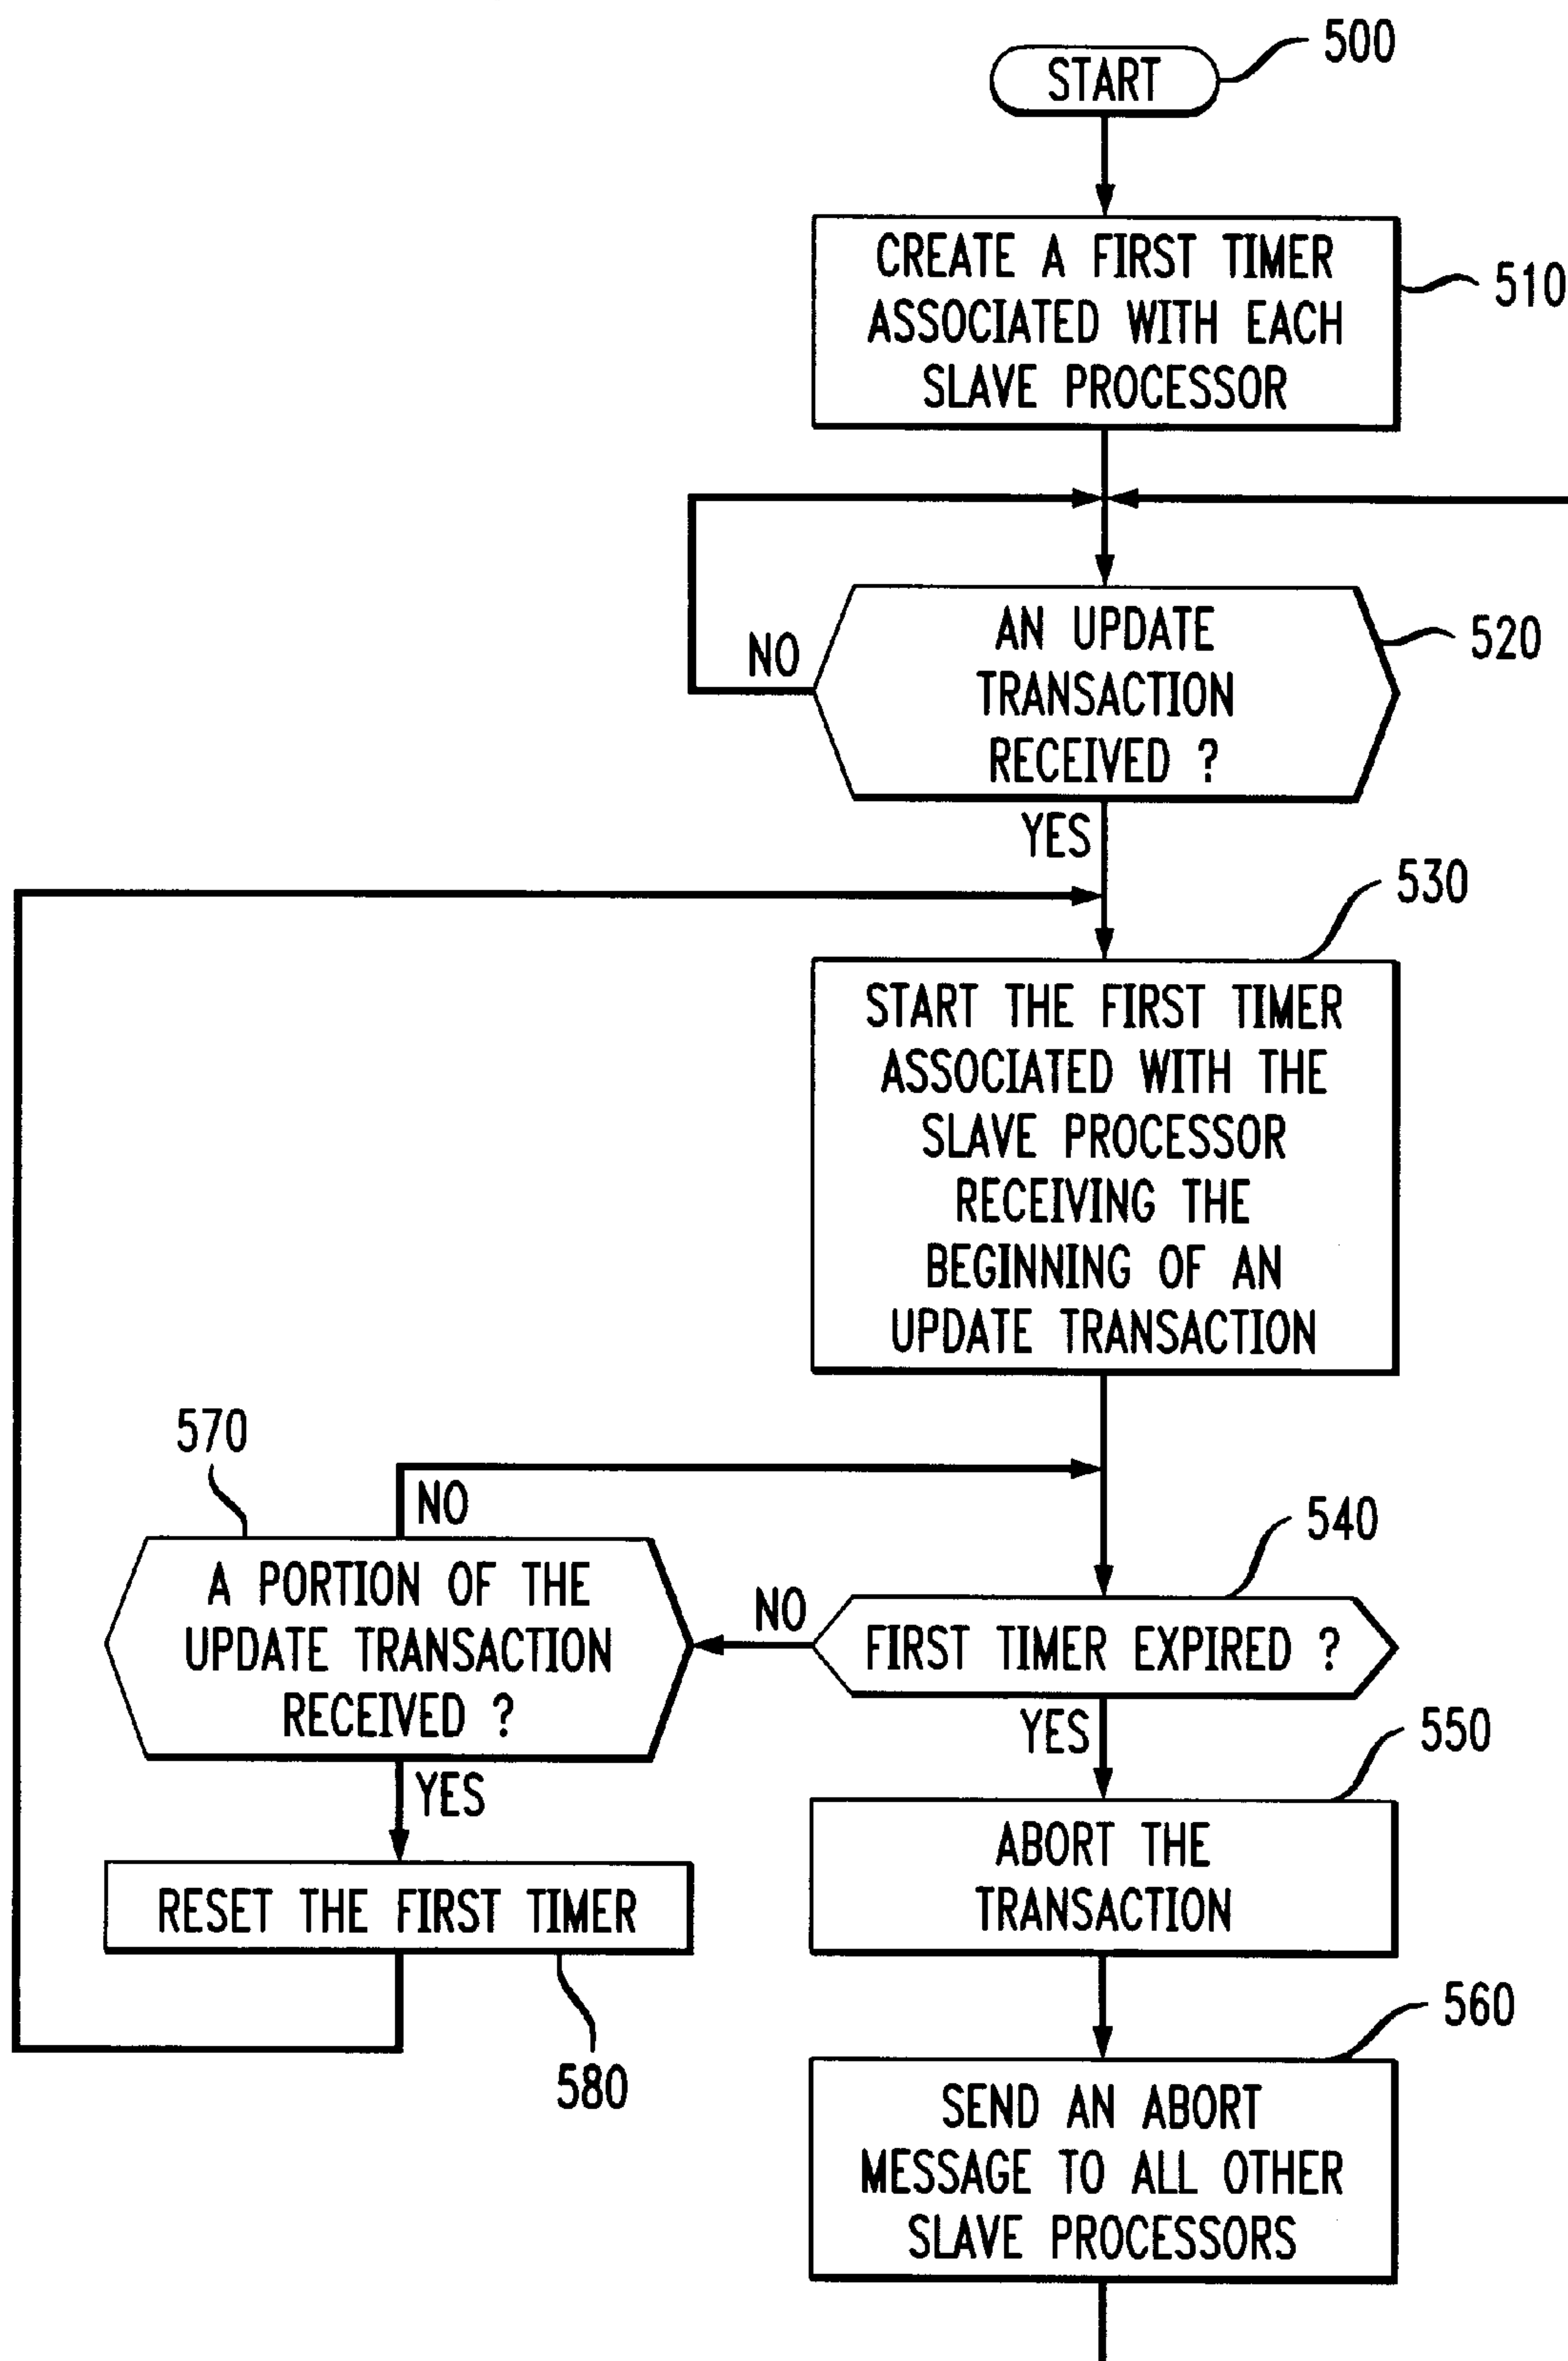 500
START
CREATE A FIRST TIMER
ASSOCIATED WITH EACH
SLAVE PROCESSOR
510
AN UPDATE
TRANSACTION
RECEIVED ?
520
NO
YES
530
START THE FIRST TIMER
ASSOCIATED WITH THE
SLAVE PROCESSOR
RECEIVING THE
BEGINNING OF AN
UPDATE TRANSACTION
570
NO
A PORTION OF THE
UPDATE TRANSACTION
RECEIVED ?
NO
540
FIRST TIMER EXPIRED ?
YES
YES
550
ABORT THE
TRANSACTION
RESET THE FIRST TIMER
580
560
SEND AN ABORT
MESSAGE TO ALL OTHER
SLAVE PROCESSORS